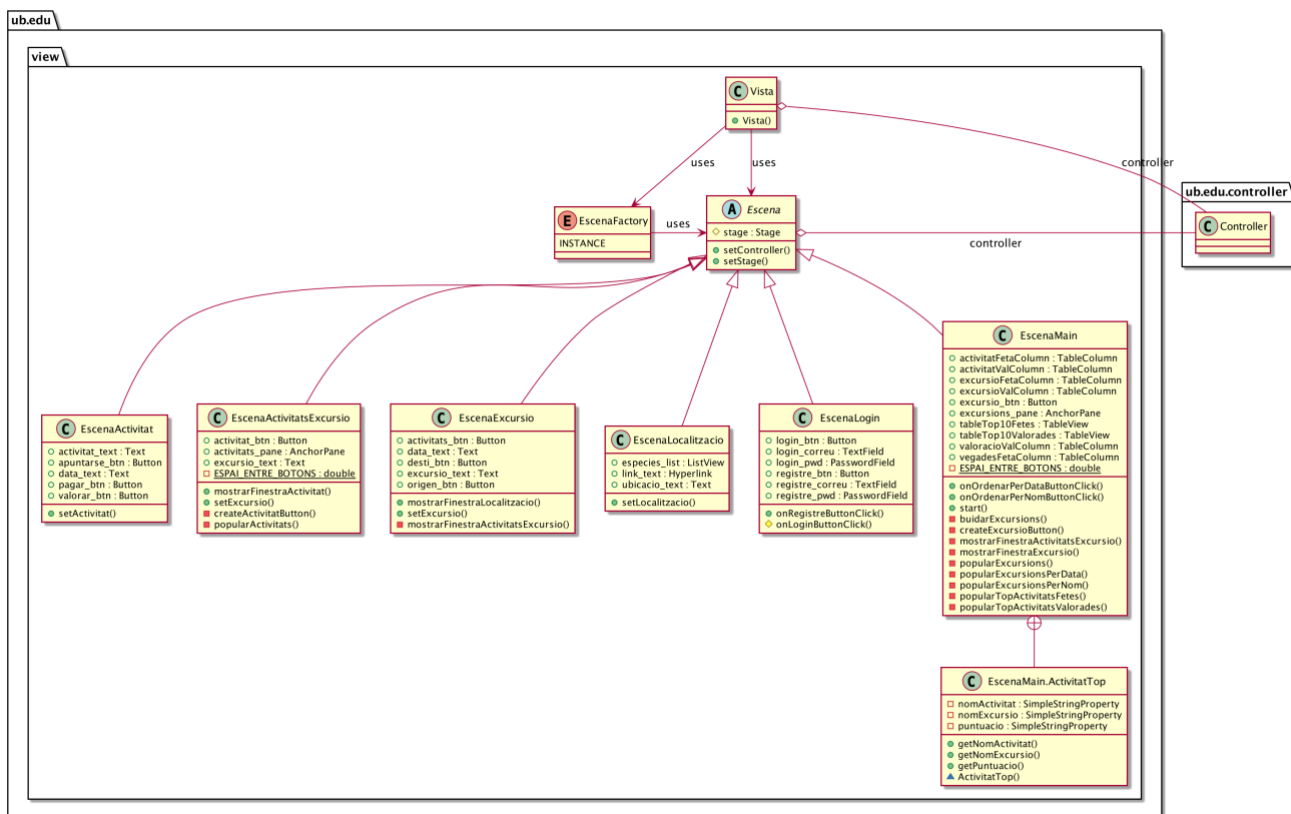 ub.edu
view
C Vista
Vista()
uses
uses
controller
ub.edu.controller
C Controller
E EscenaFactory
INSTANCE
uses
A Escena
stage : Stage
setController()
setStage()
controller
C EscenaActivitat
activitat_text : Text
apuntarse_btn : Button
data_text : Text
pagar_btn : Button
valorar_btn : Button
setActivitat()
C EscenaActivitatsExcursio
activitat_btn : Button
activitats_pane : AnchorPane
excursio_text : Text
ESPAI_ENTRE_BOTONS : double
mostrarFinestraActivitat()
setExcursio()
createActivitatButton()
popularActivitats()
C EscenaExcursio
activitats_btn : Button
data_text : Text
desti_btn : Button
excursio_text : Text
origen_btn : Button
mostrarFinestraLocalitzacio()
setExcursio()
mostrarFinestraActivitatsExcursio()
C EscenaLocalitzacio
especies_list : ListView
link_text : Hyperlink
ubicacio_text : Text
setLocalitzacio()
C EscenaLogin
login_btn : Button
login_correu : TextField
login_pwd : PasswordField
registre_btn : Button
registre_correu : TextField
registre_pwd : PasswordField
onRegistreButtonClick()
onLoginButtonClick()
C EscenaMain
activitatFetaColumn : TableColumn
activitatValColumn : TableColumn
excursioFetaColumn : TableColumn
excursioValColumn : TableColumn
excursio_btn : Button
excursions_pane : AnchorPane
tableTop10Fetes : TableView
tableTop10Valorades : TableView
valoracioValColumn : TableColumn
vegadesFetaColumn : TableColumn
ESPAI_ENTRE_BOTONS : double
onOrdenarPerDataButtonClick()
onOrdenarPerNomButtonClick()
start()
buidarExcursions()
createExcursioButton()
mostrarFinestraActivitatsExcursio()
mostrarFinestraExcursio()
popularExcursions()
popularExcursionsPerData()
popularExcursionsPerNom()
popularTopActivitatsFetes()
popularTopActivitatsValorades()
C EscenaMain.ActivitatTop
nomActivitat : SimpleStringProperty
nomExcursio : SimpleStringProperty
puntuacio : SimpleStringProperty
getNomActivitat()
getNomExcursio()
getPuntuacio()
ActivitatTop()